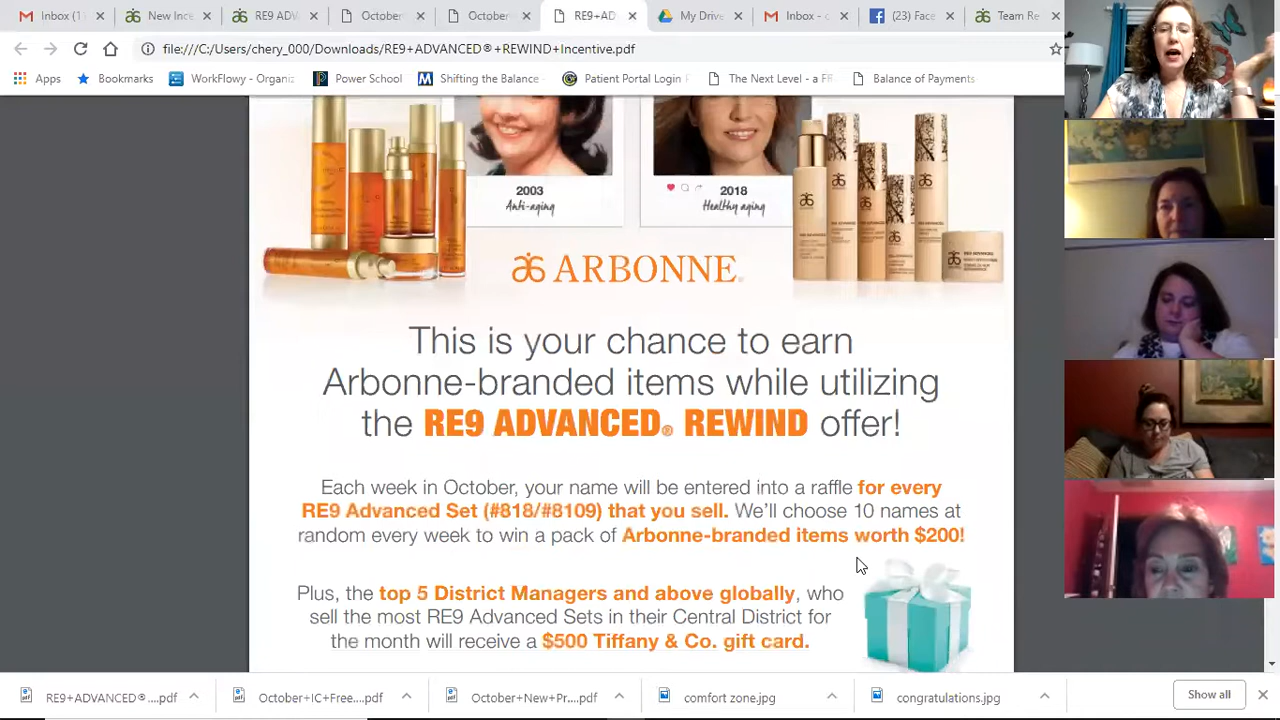 Inbox (1
New Ince
RE9 ADV
October
October
RE9+AD
My Drive
Inbox - c
(23) Face
Team Re
file:///C:/Users/chery_000/Downloads/RE9+ADVANCED®+REWIND+Incentive.pdf
Apps
Bookmarks
WorkFlowy - Organi
Power S
Shifting the Balance
Patient Portal Login
The Next Level - a F
Balance of Payments
2003
Anti-aging
2018
Healthy aging
ARBONNE
This is your chance to earn
Arbonne-branded items while utilizing
the RE9 ADVANCED® REWIND offer!
Each week in October, your name will be entered into a raffle for every
RE9 Advanced Set (#818/#8109) that you sell. We'll choose 10 names at
random every week to win a pack of Arbonne-branded items worth $200!
Plus, the top 5 District Managers and above globally, who
sell the most RE9 Advanced Sets in their Central District for
the month will receive a $500 Tiffany & Co. gift card.
RE9+ADVANCED®....pdf
October+IC+Free....pdf
October+New+Pr....pdf
comfort zone.jpg
congratulations.jpg
Show all